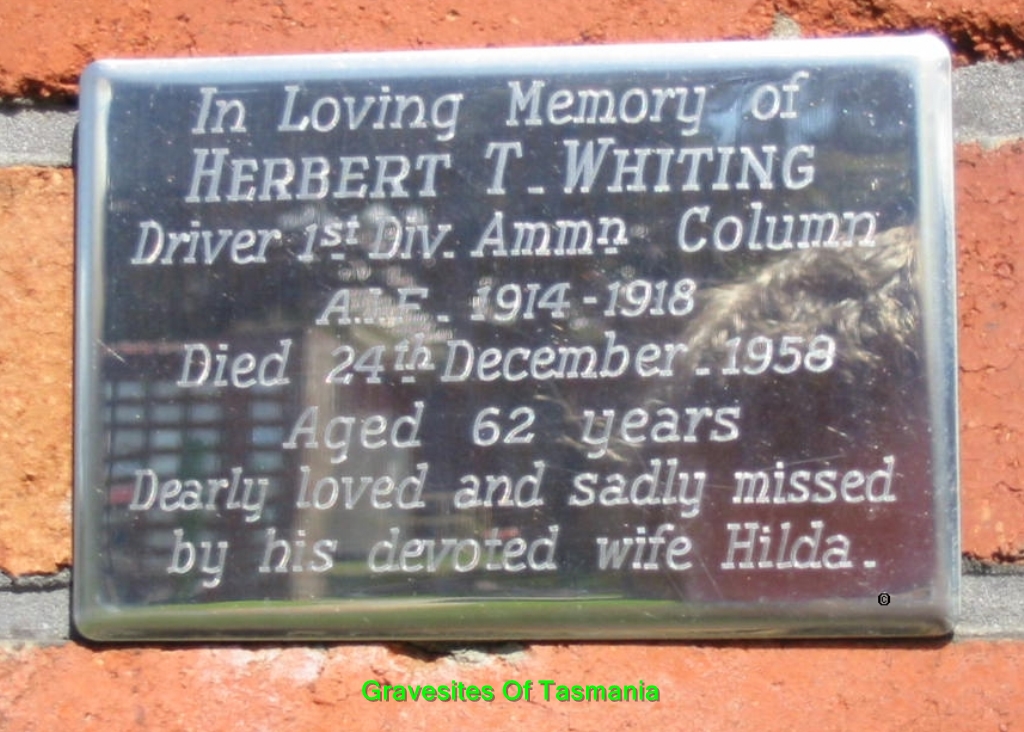 In Loving Memory of
HERBERT T. WHITING
Driver 1st Div. Ammn Column
A.I.F. 1914-1918
Died 24th December. 1958
Aged 62 years
Dearly loved and sadly missed
by his devoted wife Hilda.
©
Gravesites Of Tasmania